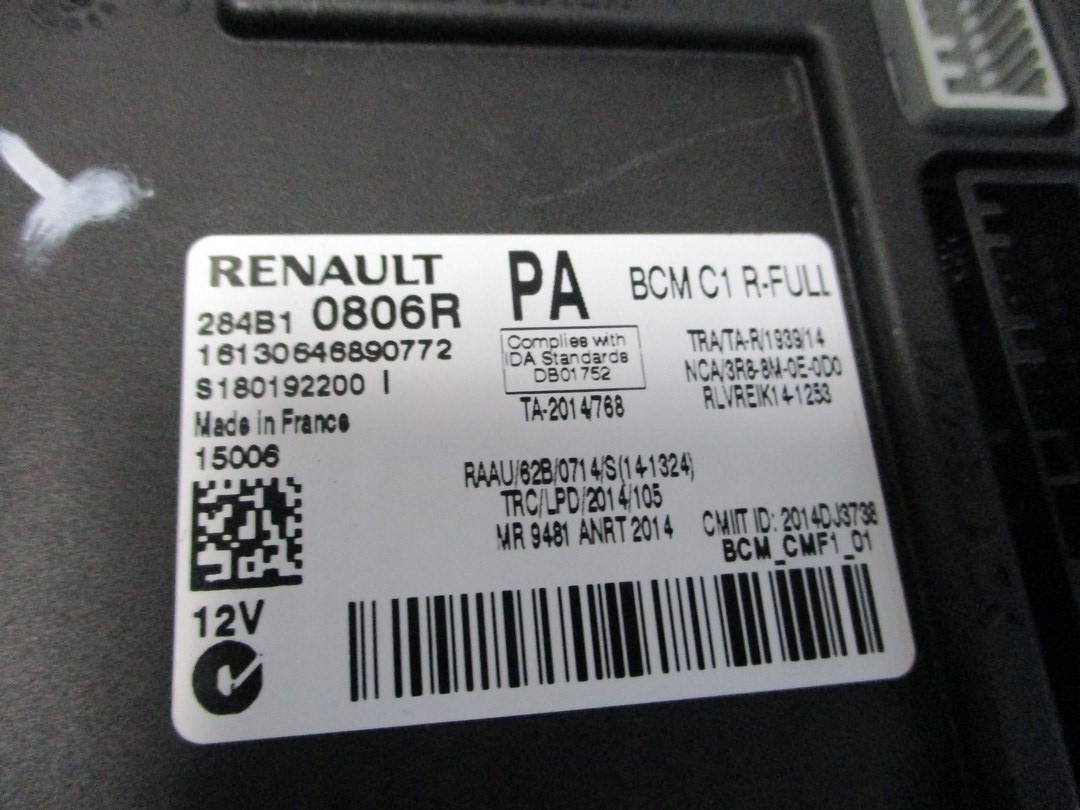 RENAULT
284B1 0806R
16130646890772
S180192200 I
Made in France
15006
12V
PA
Complies with
IDA Standards
DB01752
TA-2014/768
BCM C1 R-FULL
TRA/TA-R/1939/14
NCA/3R8-8M-0E-0D0
RLVREIK14-1253
RAAU/62B/0714/S(14-1324)
TRC/LPD/2014/105
MR 9481 ANRT 2014
CMIIT ID: 2014DJ3738
BCM_CMF1_01